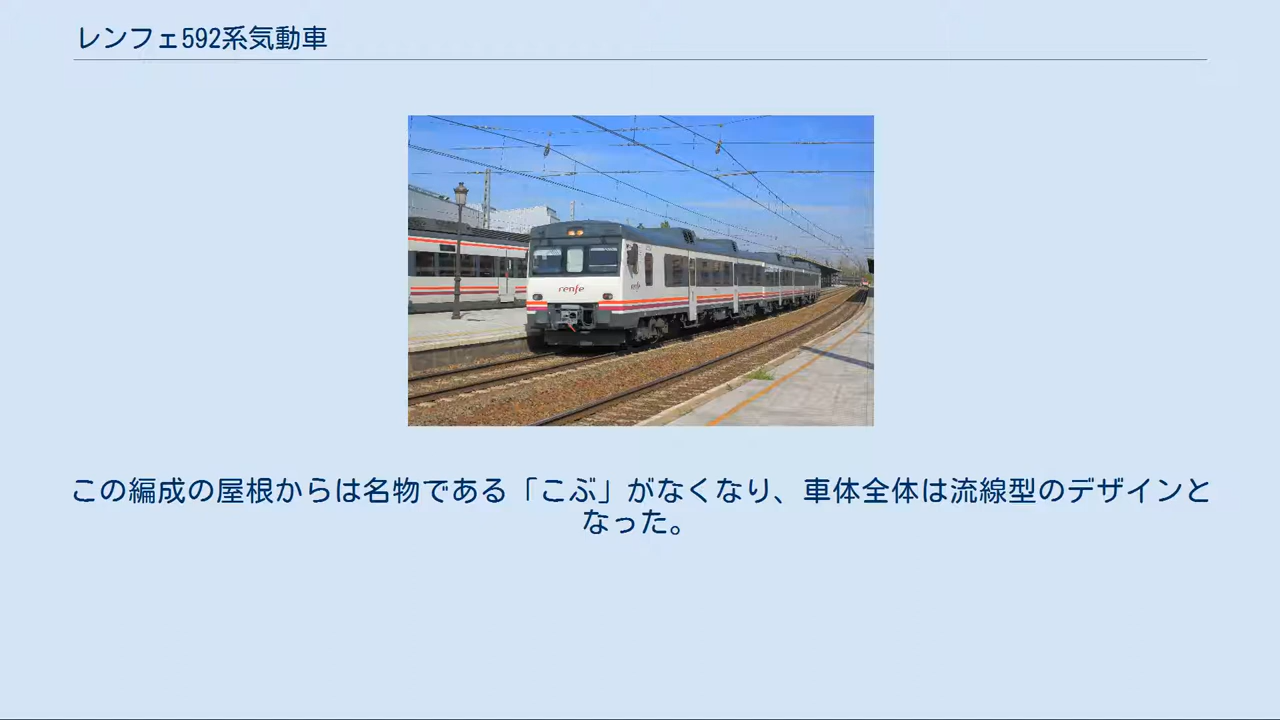 レンフェ592系気動車
renfe
renfe
この編成の屋根からは名物である「こぶ」がなくなり、車体全体は流線型のデザインと
なった。